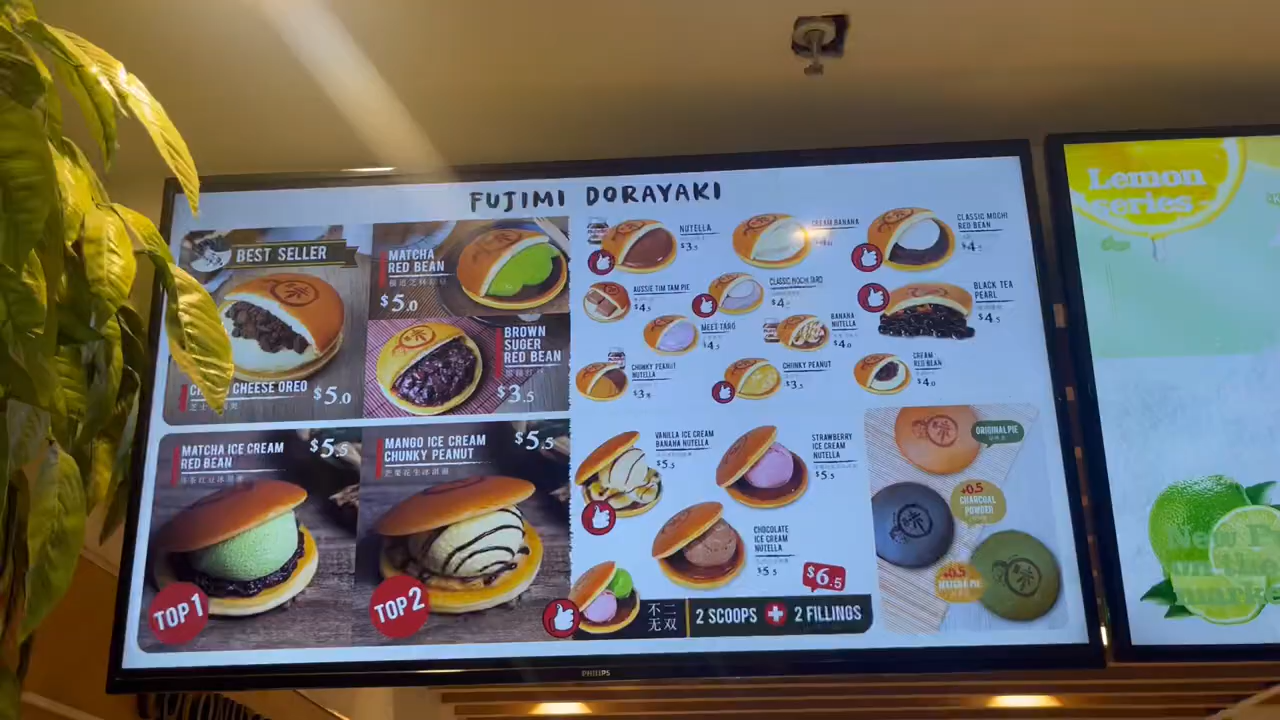 FUJIMI DORAYAKI
BEST SELLER
CHEESE OREO
$5.0
MATCHA
RED BEAN
$5.0
BROWN
SUGER
RED BEAN
$3.5
MATCHA ICE CREAM
RED BEAN
$5.5
TOP 1
MANGO ICE CREAM
CHUNKY PEANUT
$5.5
TOP 2
NUTELLA
$3.5
CREAM BANANA
CLASSIC MOCHI
RED BEAN
$4
AUSSIE TIM TAM PIE
$4.5
CLASSIC MOCHI TARO
$4
BLACK TEA
PEARL
$4.5
MEET TARO
$4.5
BANANA
NUTELLA
$4.0
CHUNKY PEANUT
NUTELLA
CHUNKY PEANUT
$3.5
CREAM
RED BEAN
$4.0
VANILLA ICE CREAM
BANANA NUTELLA
$5.5
STRAWBERRY
ICE CREAM
NUTELLA
$5.5
CHOCOLATE
ICE CREAM
NUTELLA
$5.5
$6.5
不二
无双
2 SCOOPS + 2 FILLINGS
ORIGINAL PIE
+0.5
CHARCOAL
POWDER
+0.5
MATCHA PIE
PHILIPS
Lemon
series